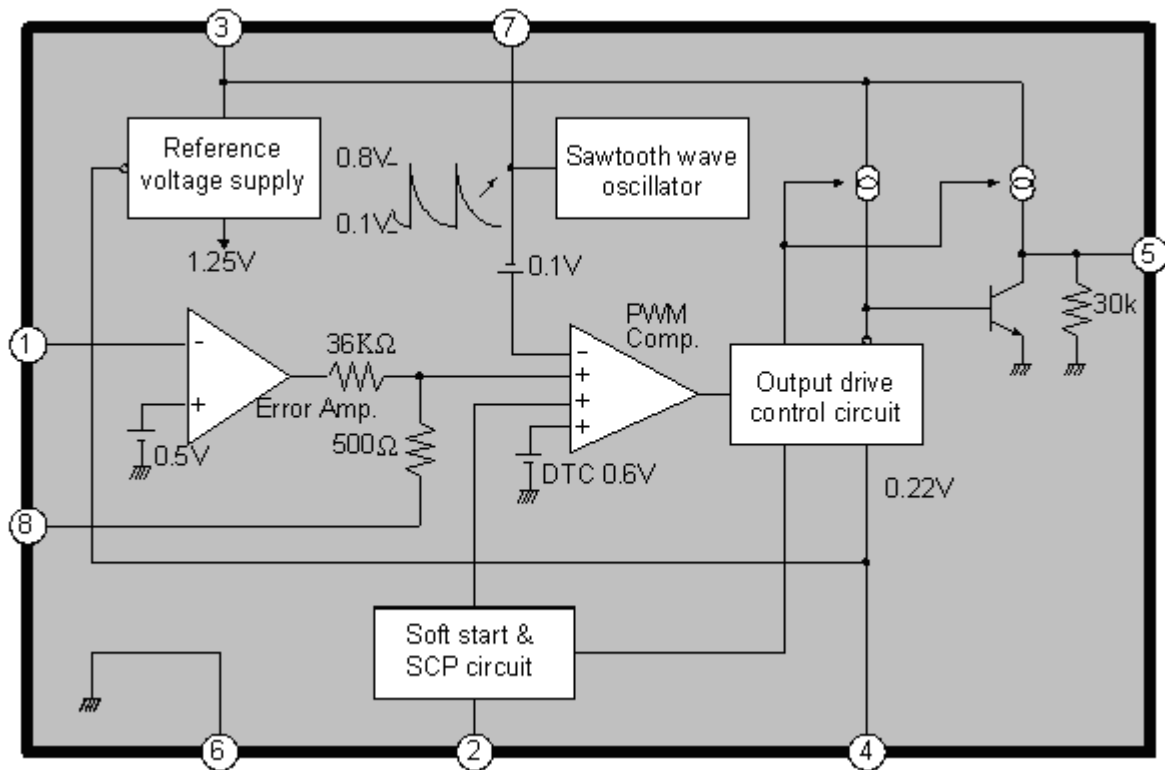 3
7
Reference
voltage supply
0.8V
0.1V
Sawtooth wave
oscillator
1.25V
0.1V
5
30k
1
-
+
36KΩ
Error Amp.
0.5V
500Ω
PWM
Comp.
-
+
+
+
DTC 0.6V
Output drive
control circuit
0.22V
8
Soft start &
SCP circuit
6
2
4